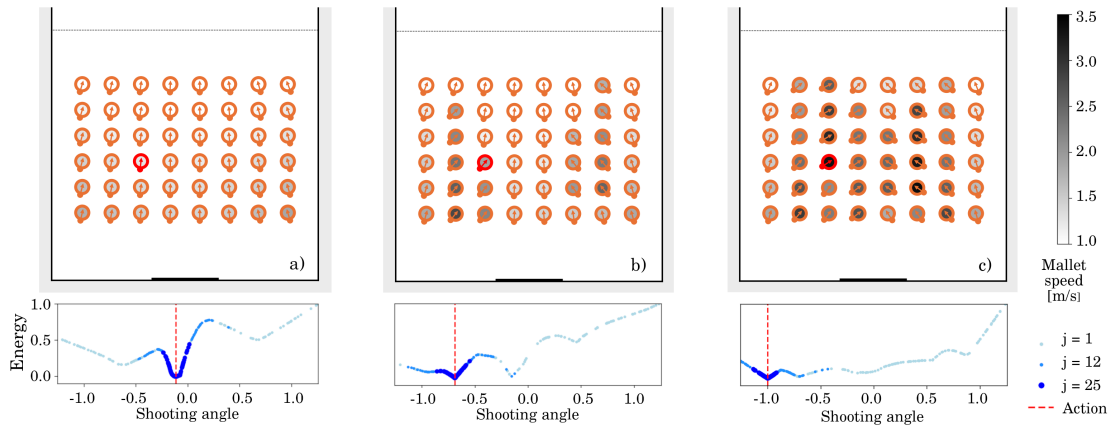 a)
b)
c)
3.5
3.0
2.5
2.0
1.5
1.0
Mallet
speed
[m/s]
1.0
0.5
0.0
Energy
-1.0 -0.5 0.0 0.5 1.0
Shooting angle
-1.0 -0.5 0.0 0.5 1.0
Shooting angle
-1.0 -0.5 0.0 0.5 1.0
Shooting angle
j = 1
j = 12
j = 25
Action